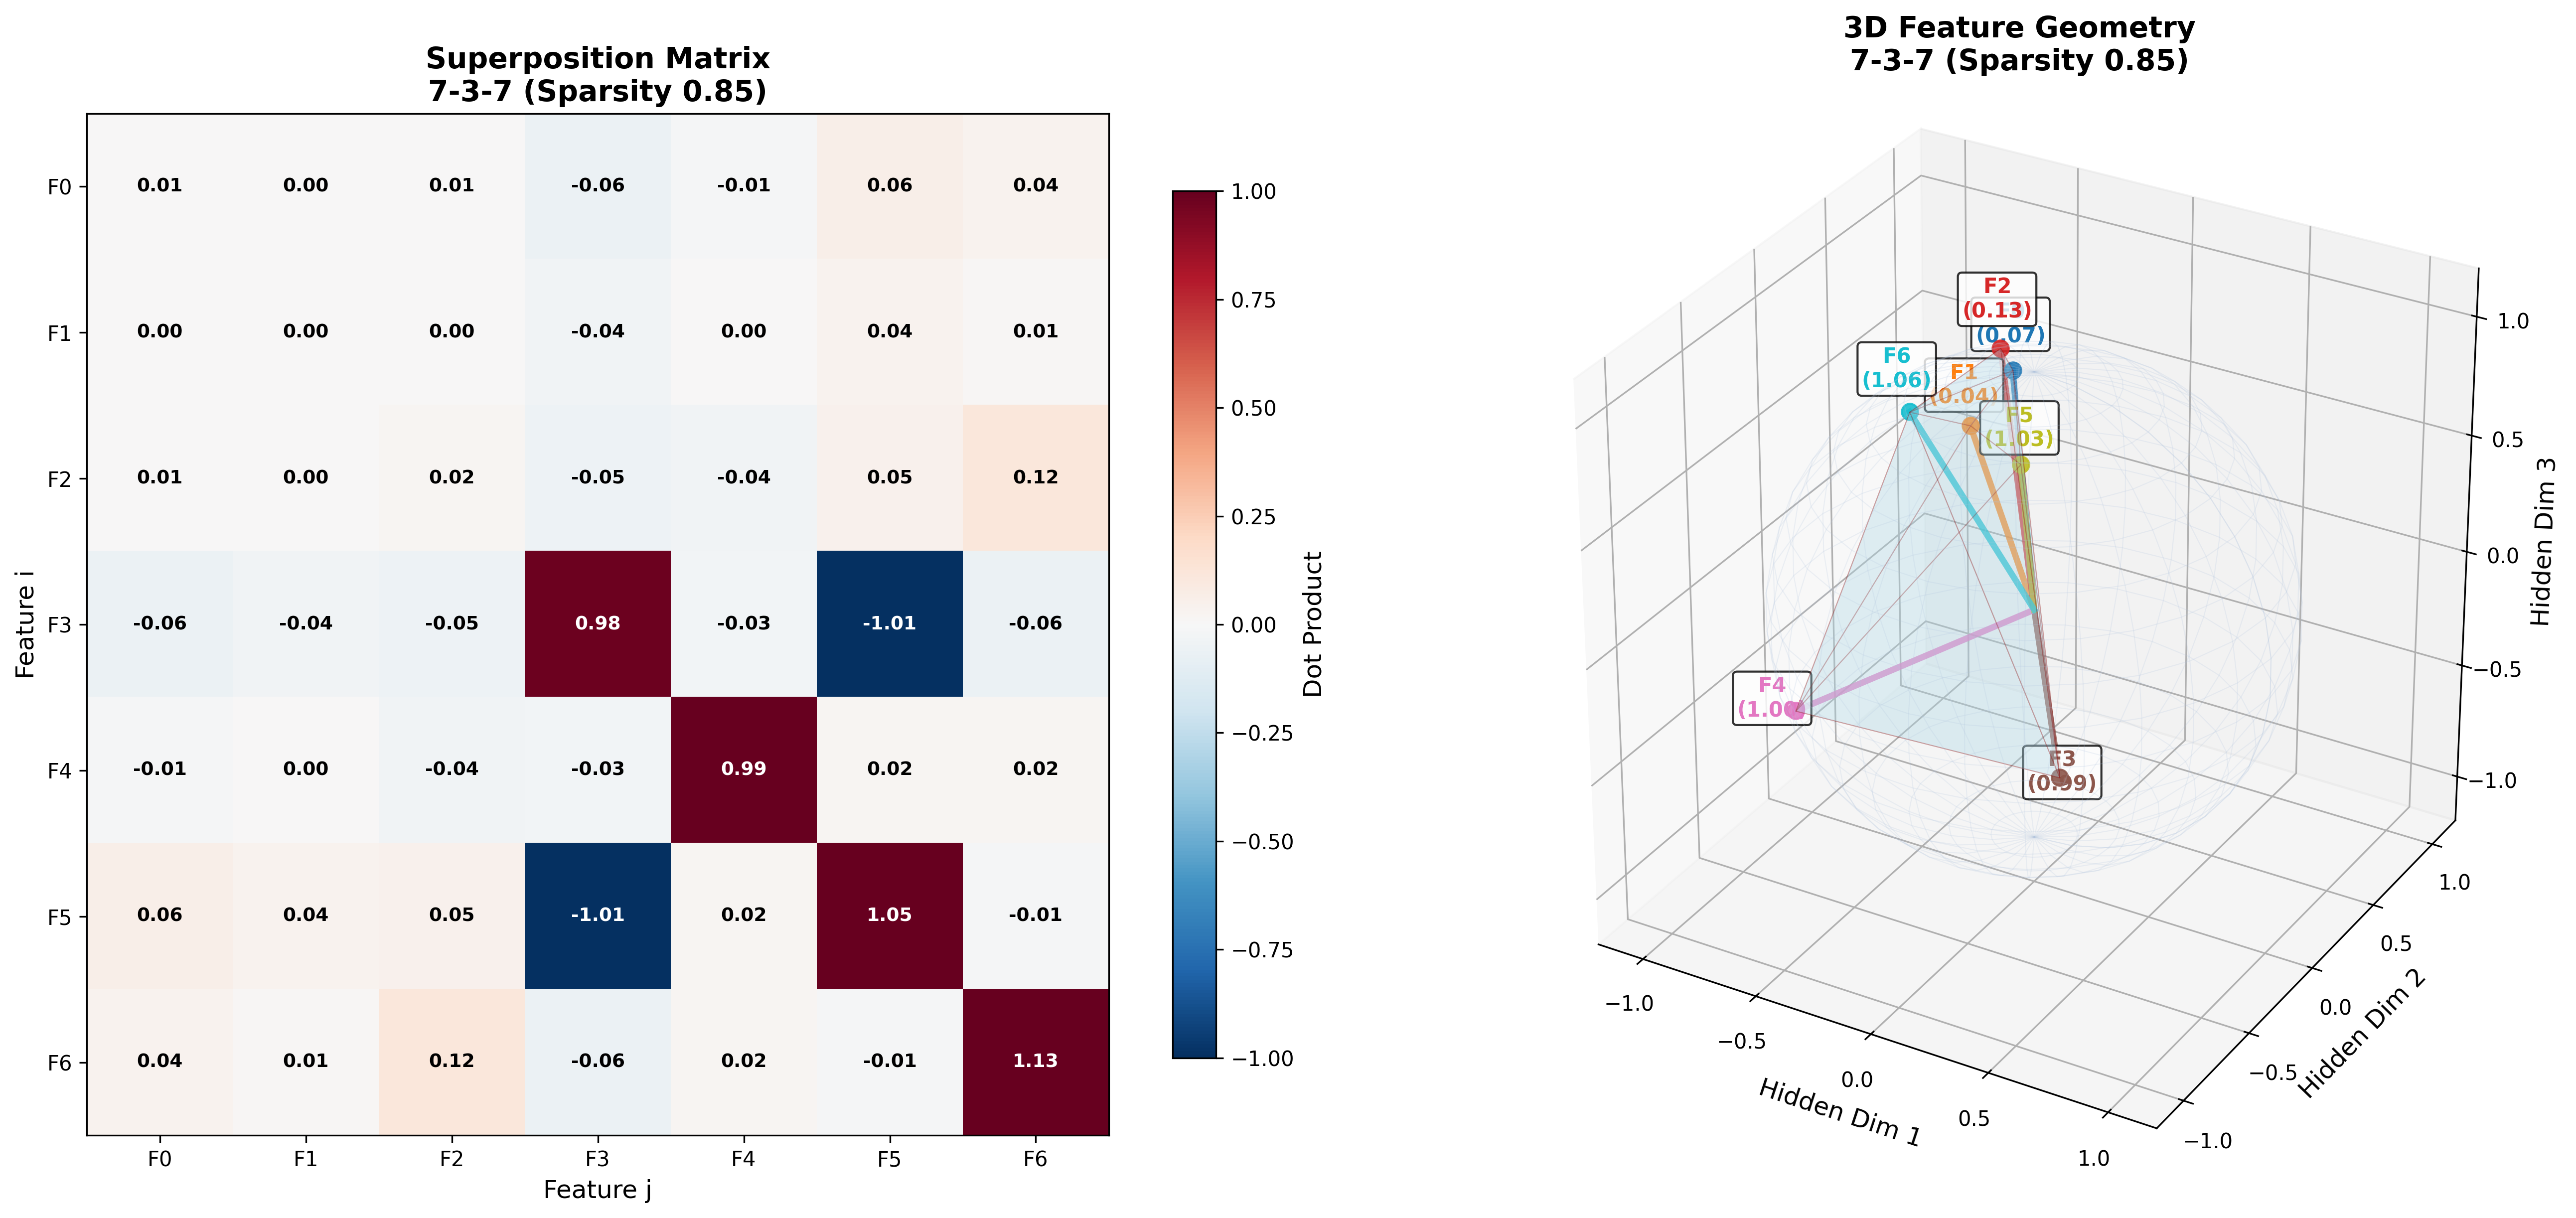 Superposition Matrix
7-3-7 (Sparsity 0.85)
F0 0.01 0.00 0.01 -0.06 -0.01 0.06 0.04
F1 0.00 0.00 0.00 -0.04 0.00 0.04 0.01
F2 0.01 0.00 0.02 -0.05 -0.04 0.05 0.12
F3 -0.06 -0.04 -0.05 0.98 -0.03 -1.01 -0.06
F4 -0.01 0.00 -0.04 -0.03 0.99 0.02 0.02
F5 0.06 0.04 0.05 -1.01 0.02 1.05 -0.01
F6 0.04 0.01 0.12 -0.06 0.02 -0.01 1.13
F0 F1 F2 F3 F4 F5 F6
Feature j
Feature i
1.00
0.75
0.50
0.25
0.00
−0.25
−0.50
−0.75
−1.00
Dot Product
3D Feature Geometry
7-3-7 (Sparsity 0.85)
F2
(0.13)
(0.07)
F6
(1.06)
F1
(0.04)
F5
(1.03)
F4
F3
(0.99)
1.0
0.5
0.0
−0.5
−1.0
Hidden Dim 3
−1.0
−0.5
0.0
0.5
1.0
Hidden Dim 1
1.0
0.5
0.0
−0.5
−1.0
Hidden Dim 2